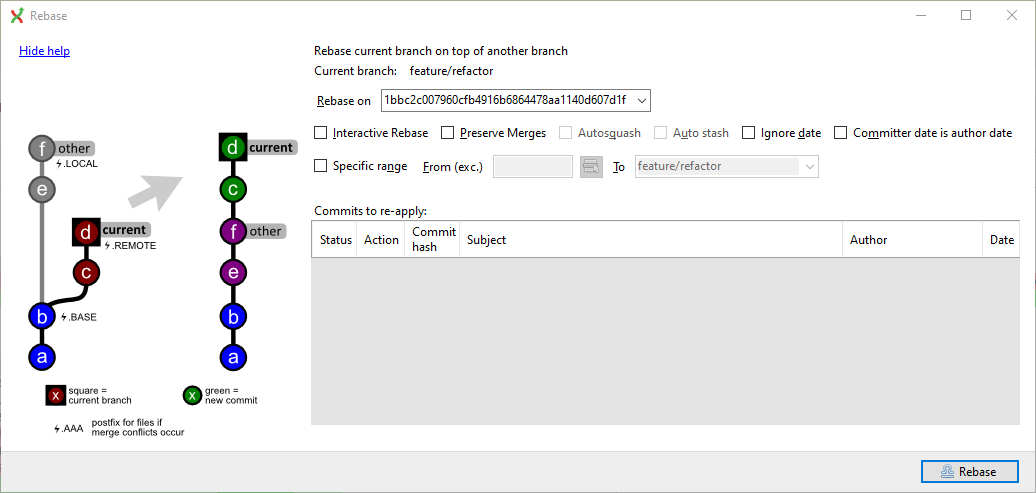 Rebase
Hide help
Rebase current branch on top of another branch
Current branch: feature/refactor
Rebase on 1bbc2c007960cfb4916b6864478aa1140d607d1f
Interactive Rebase Preserve Merges Autosquash Auto stash Ignore date Committer date is author date
Specific range From (exc.) To feature/refactor
Commits to re-apply:
Status Action Commit hash Subject Author Date
f other
.LOCAL
e
d current
.REMOTE
c
b .BASE
a
d current
c
f other
e
b
a
x square =
current branch
x green =
new commit
.AAA postfix for files if
merge conflicts occur
Rebase